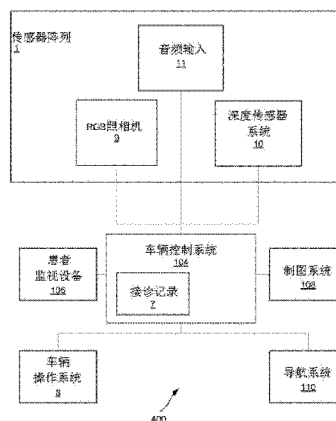 传感器阵列
1
音频输入
11
RGB照相机
9
深度传感器
系统
10
车辆控制系统
104
接诊记录
7
患者
监视设备
106
制图系统
108
车辆
操作系统
8
导航系统
110
400